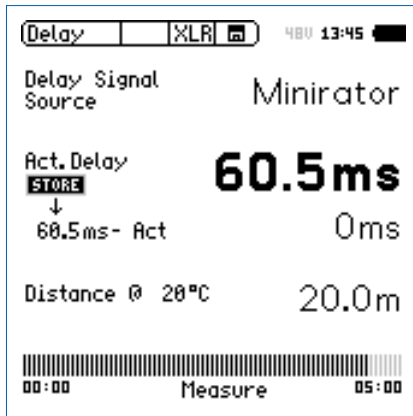 Delay XLR 48V 13:45
Delay Signal
Source
Minirator
Act. Delay
60.5ms
STORE
60.5ms- Act
0ms
Distance @ 20°C
20.0m
00:00 Measure 05:00